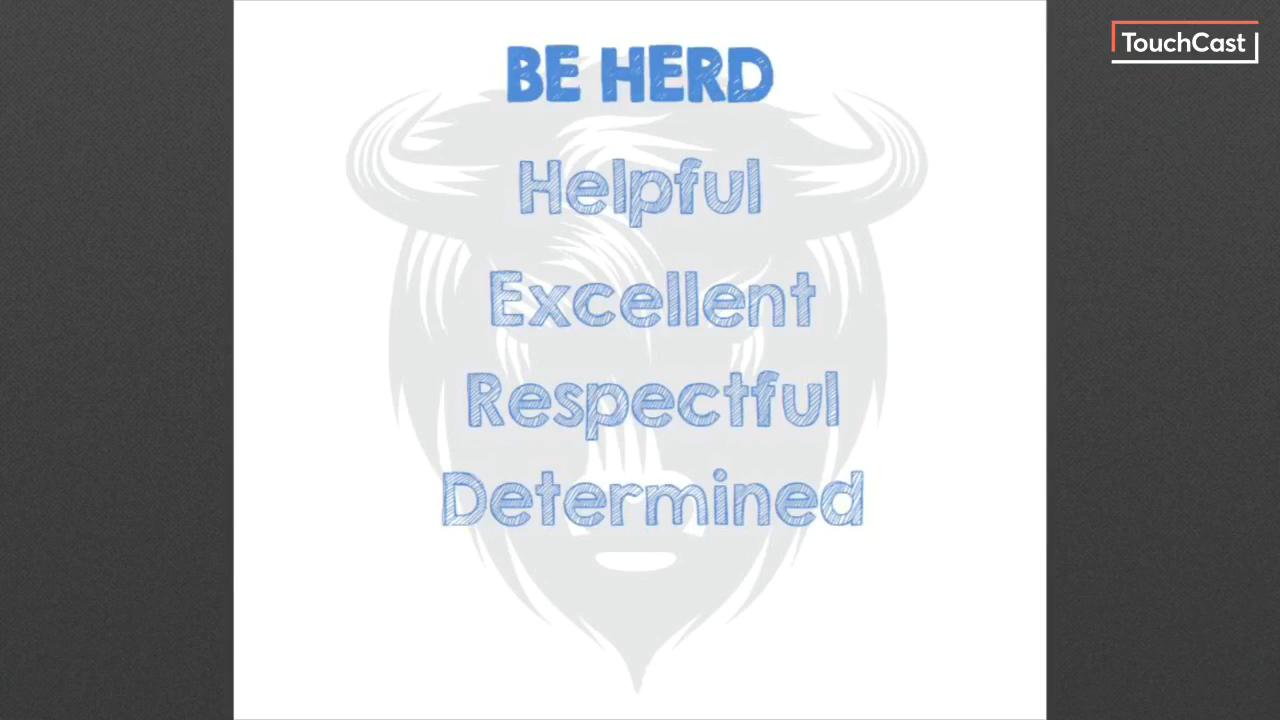 BE HERD
TouchCast
Helpful
Excellent
Respectful
Determined